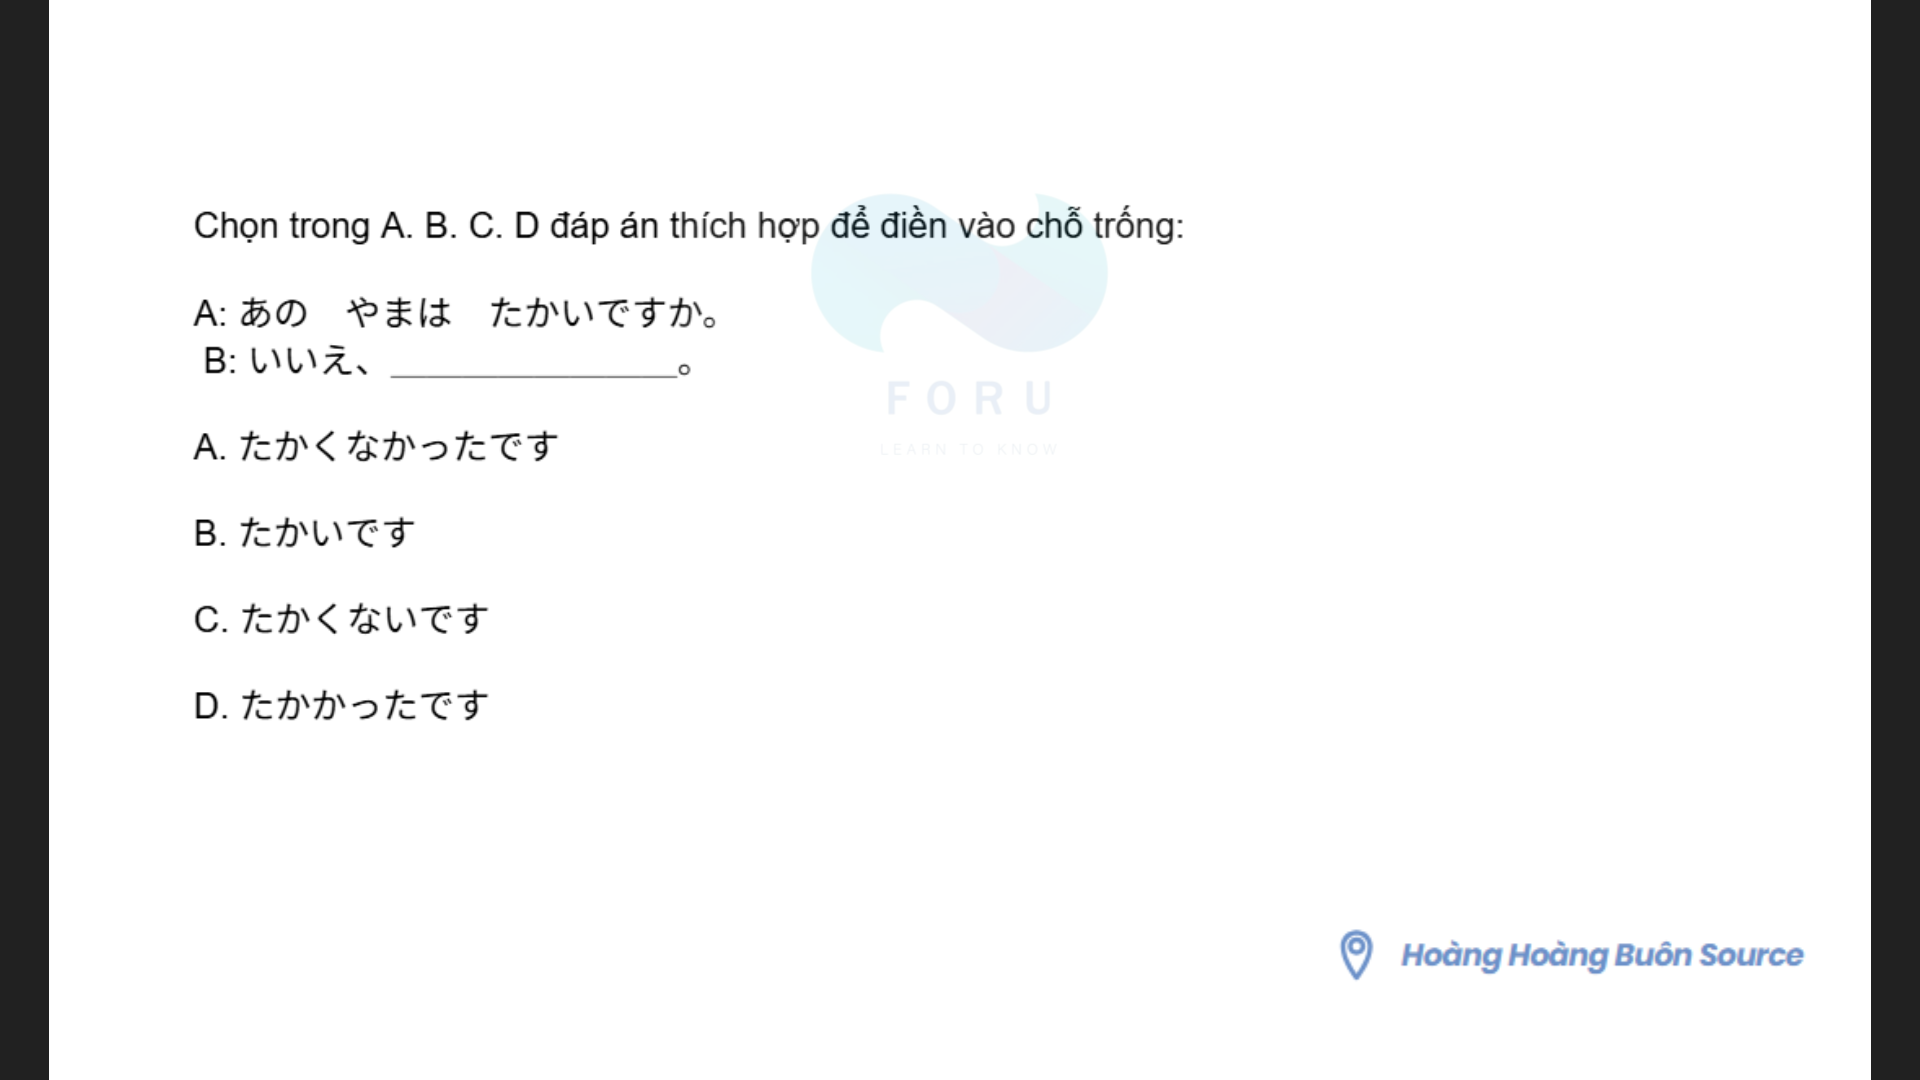 Chọn trong A. B. C. D đáp án thích hợp để điền vào chỗ trống:
A: あの　やまは　たかいですか。
B: いいえ、_______________。
A. たかくなかったです
B. たかいです
C. たかくないです
D. たかかったです
FORU
LEARN TO KNOW
Hoàng Hoàng Buôn Source